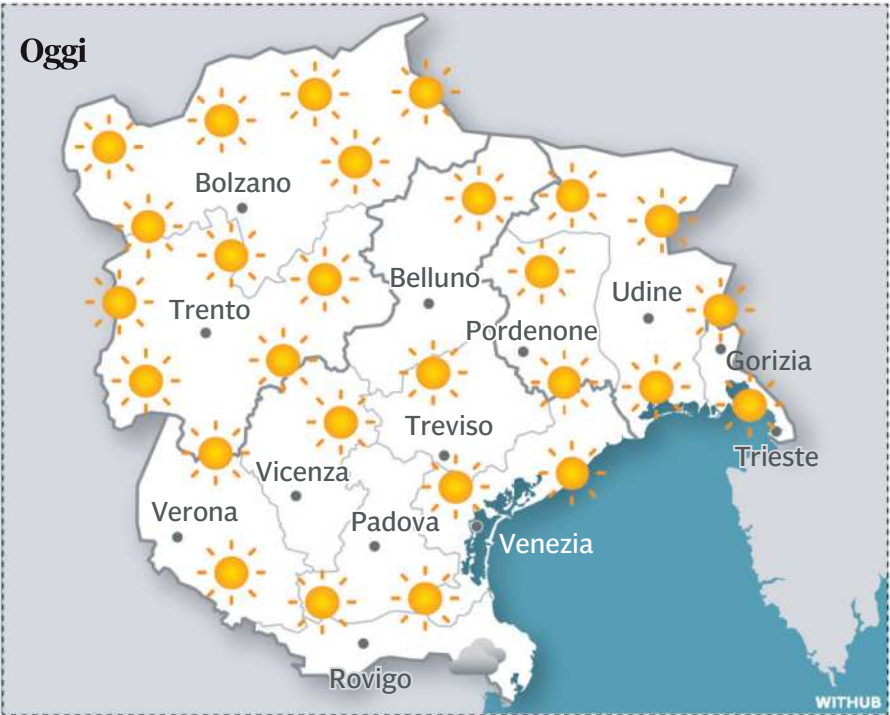 Oggi
Bolzano
Belluno
Trento
Udine
Pordenone
Gorizia
Treviso
Trieste
Vicenza
Verona
Padova
Venezia
Rovigo
WITHUB